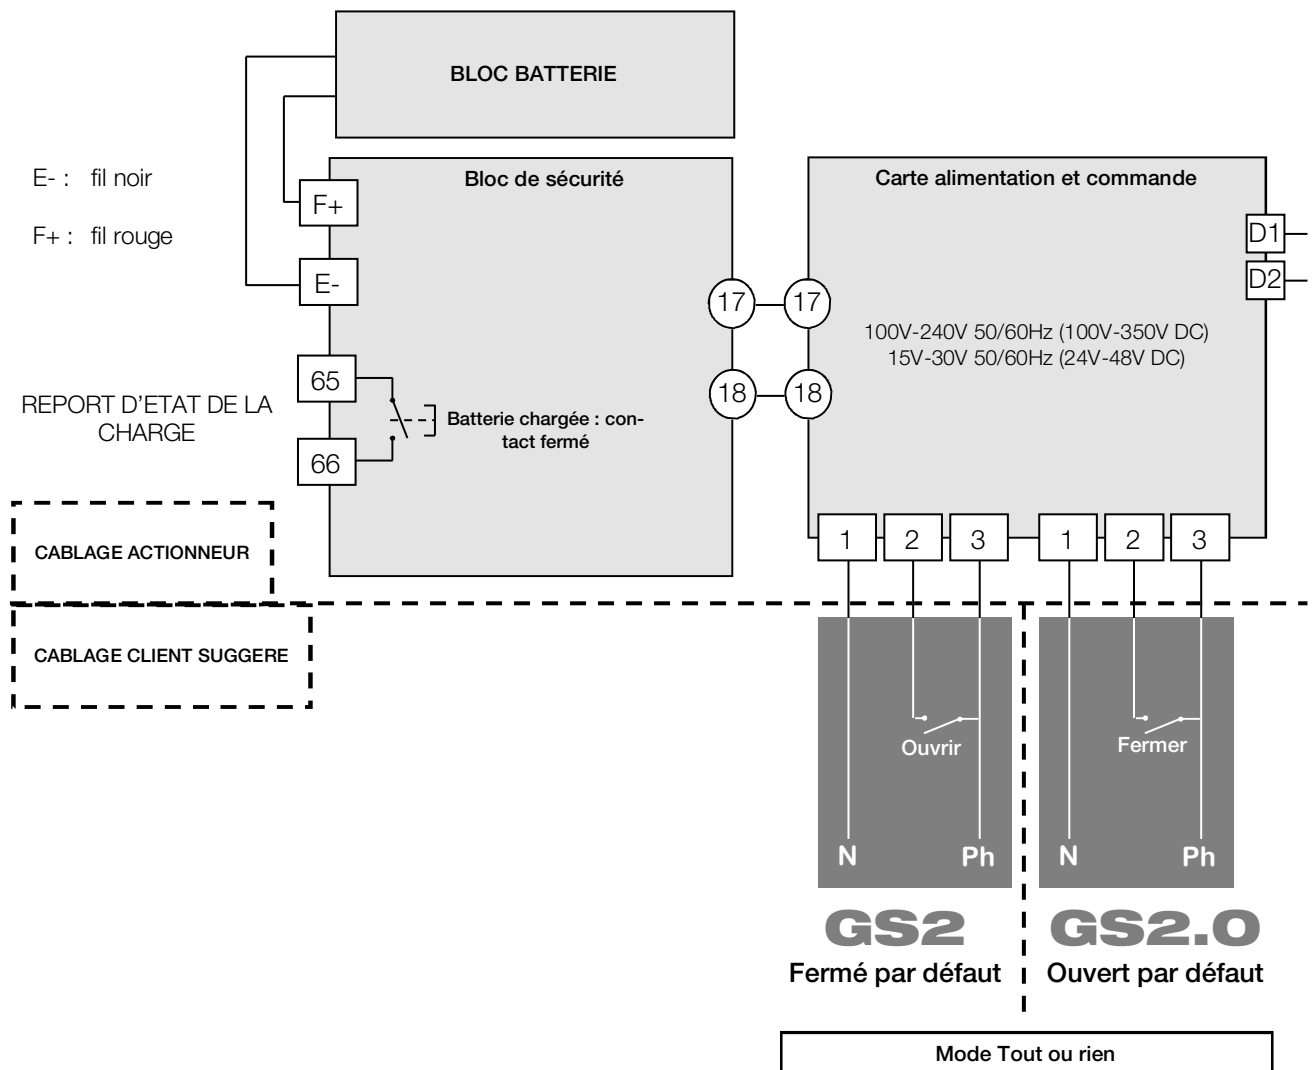 BLOC BATTERIE
E- : fil noir
F+ : fil rouge
F+
E-
Bloc de sécurité
Carte alimentation et commande
D1
D2
17
17
100V-240V 50/60Hz (100V-350V DC)
15V-30V 50/60Hz (24V-48V DC)
18
18
65
66
REPORT D'ETAT DE LA
CHARGE
Batterie chargée : con-
tact fermé
1
2
3
1
2
3
CABLAGE ACTIONNEUR
CABLAGE CLIENT SUGGERE
Ouvrir
Fermer
N
Ph
N
Ph
GS2
GS2.0
Fermé par défaut
Ouvert par défaut
Mode Tout ou rien